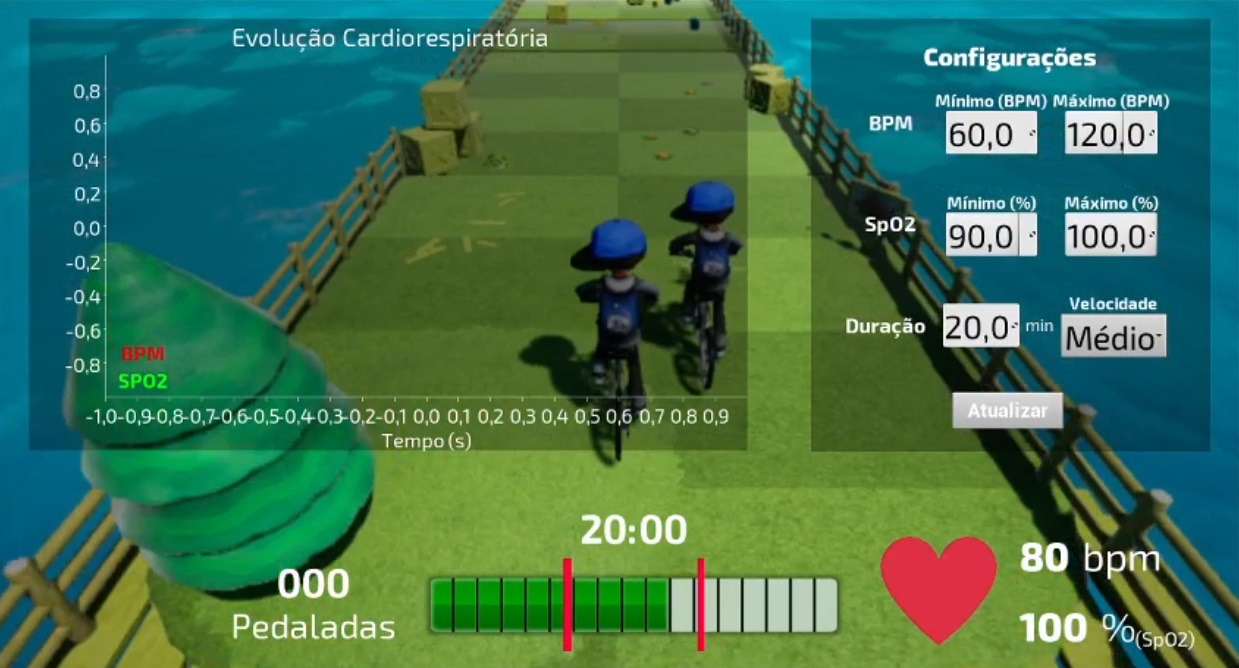 Evolução Cardiorespiratória
0,8
0,6
0,4
0,2
0,0
-0,2
-0,4
-0,6
-0,8
BPM
SPO2
-1,0-0,9-0,8-0,7-0,6-0,5-0,4-0,3-0,2-0,1 0,0 0,1 0,2 0,3 0,4 0,5 0,6 0,7 0,8 0,9
Tempo (s)
Configurações
Mínimo (BPM) Máximo (BPM)
BPM 60,0 120,0
Mínimo (%) Máximo (%)
SpO2 90,0 100,0
Velocidade
Duração 20,0 min Médio
Atualizar
20:00
000
Pedaladas
80 bpm
100 %(SpO2)